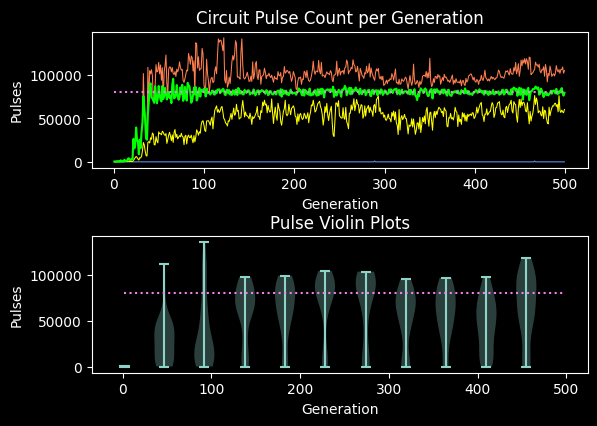 Circuit Pulse Count per Generation
Pulses
100000
50000
0
0 100 200 300 400 500
Generation
Pulse Violin Plots
Pulses
100000
50000
0
0 100 200 300 400 500
Generation